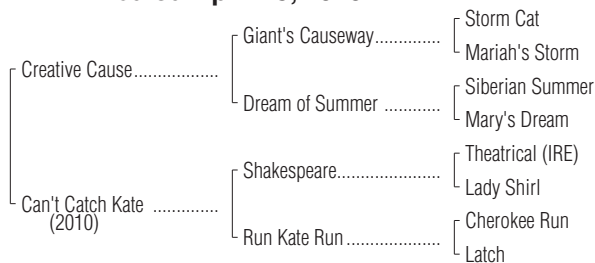 Storm Cat
Giant's Causeway..............
Mariah's Storm
Creative Cause..................
Siberian Summer
Dream of Summer ............
Mary's Dream
Theatrical (IRE)
Shakespeare......................
Lady Shirl
Can't Catch Kate ..............
(2010)
Cherokee Run
Run Kate Run ....................
Latch